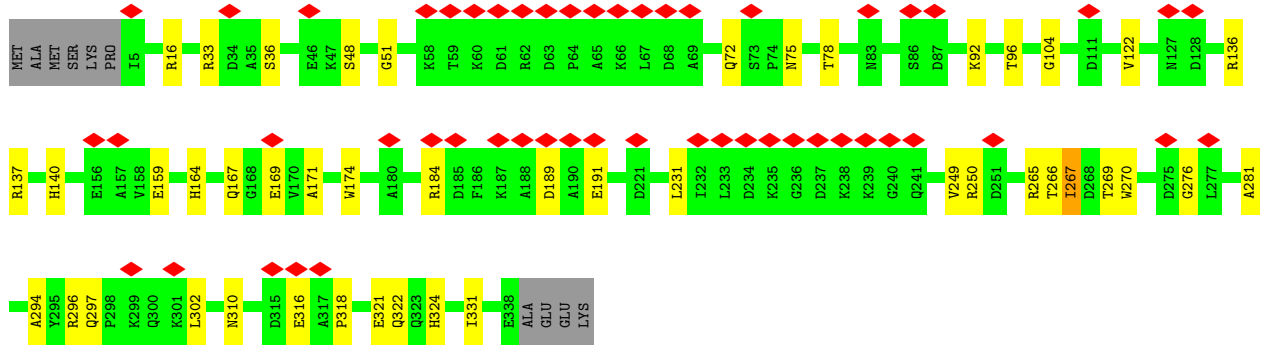 MET ALA MET SER LYS PRO I5 R16 R33 D34 A35 S36 E46 K47 S48 G51 K58 T59 K60 D61 R62 D63 P64 A65 K66 L67 D68 A69 Q72 S73 P74 N75 T78 N83 S86 D87 K92 T96 G104 D111 V122 N127 D128 R136
R137 H140 E156 A157 V158 E159 H164 Q167 G168 E169 V170 A171 W174 A180 R184 D185 F186 K187 A188 D189 A190 E191 D221 L231 I232 L233 D234 K235 G236 D237 K238 K239 G240 Q241 V249 R250 D251 R265 T266 I267 D268 T269 W270 D275 G276 L277 A281
A294 Y295 R296 Q297 P298 K299 Q300 K301 L302 N310 D315 E316 A317 P318 E321 Q322 Q323 H324 I331 E338 ALA GLU GLU LYS